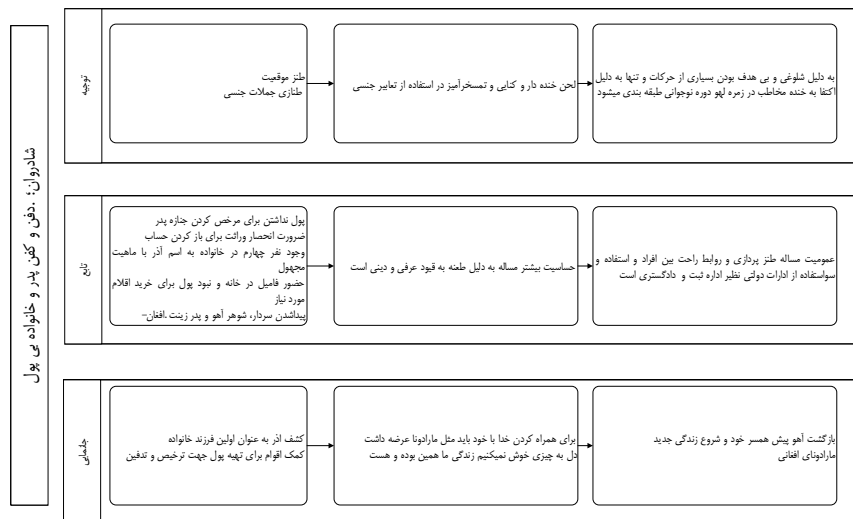 شادروان: .دفن و کفن پدر و خانواده بی پول
توجیه
طنز موقعیت
طنازی جملات جنسی
لحن خنده دار و کنایی و تمسخرآمیز در استفاده از تعابیر جنسی
به دلیل شلوغی و بی هدف بودن بسیاری از حرکات و تنها به دلیل
اکتفا به خنده مخاطب در زمره لهو دوره نوجوانی طبقه بندی میشود
تابع
پول نداشتن برای مرخص کردن جنازه پدر
ضرورت انحصار وراثت برای باز کردن حساب
وجود نفر چهارم در خانواده به اسم آذر با ماهیت
مجهول
حضور فامیل در خانه و نبود پول برای خرید اقلام
مورد نیاز
پیداشدن سردار، شوهر آهو و پدر زینت .افغان-
حساسیت بیشتر مساله به دلیل طعنه به قیود عرفی و دینی است
عمومیت مساله طنز پردازی و روابط راحت بین افراد و استفاده و
سواستفاده از ادارات دولتی نظیر اداره ثبت و دادگستری است
جانمایی
کشف اذر به عنوان اولین فرزند خانواده
کمک اقوام برای تهیه پول جهت ترخیص و تدفین
برای همراه کردن خدا با خود باید مثل مارادونا عرضه داشت
دل به چیزی خوش نمیکنیم زندگی ما همین بوده و هست
بازگشت آهو پیش همسر خود و شروع زندگی جدید
مارادونای افغانی